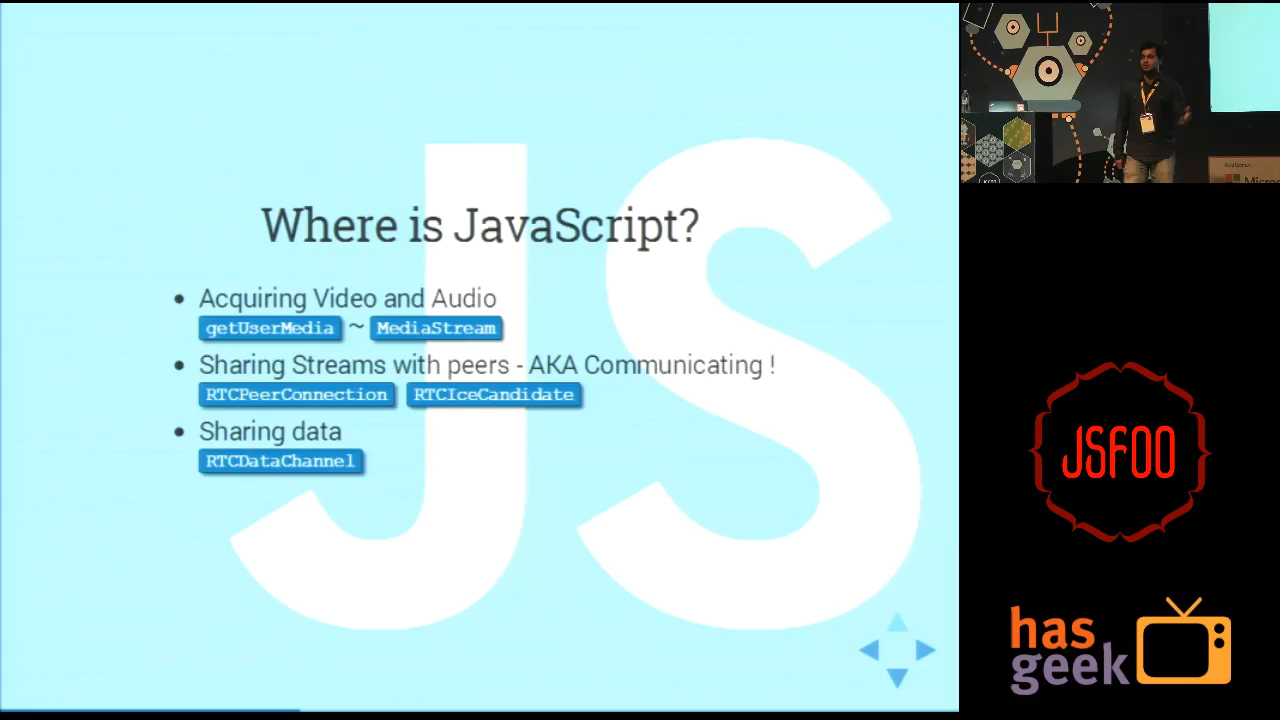 JS
Where is JavaScript?
Acquiring Video and Audio
getUserMedia ~ MediaStream
Sharing Streams with peers - AKA Communicating !
RTCPeerConnection RTCIceCandidate
Sharing data
RTCDataChannel
JSFOO
has
geek